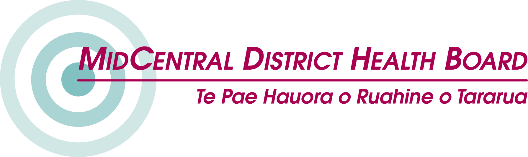 MIDCENTRAL DISTRICT HEALTH BOARD
Te Pae Hauora o Ruahine o Tararua